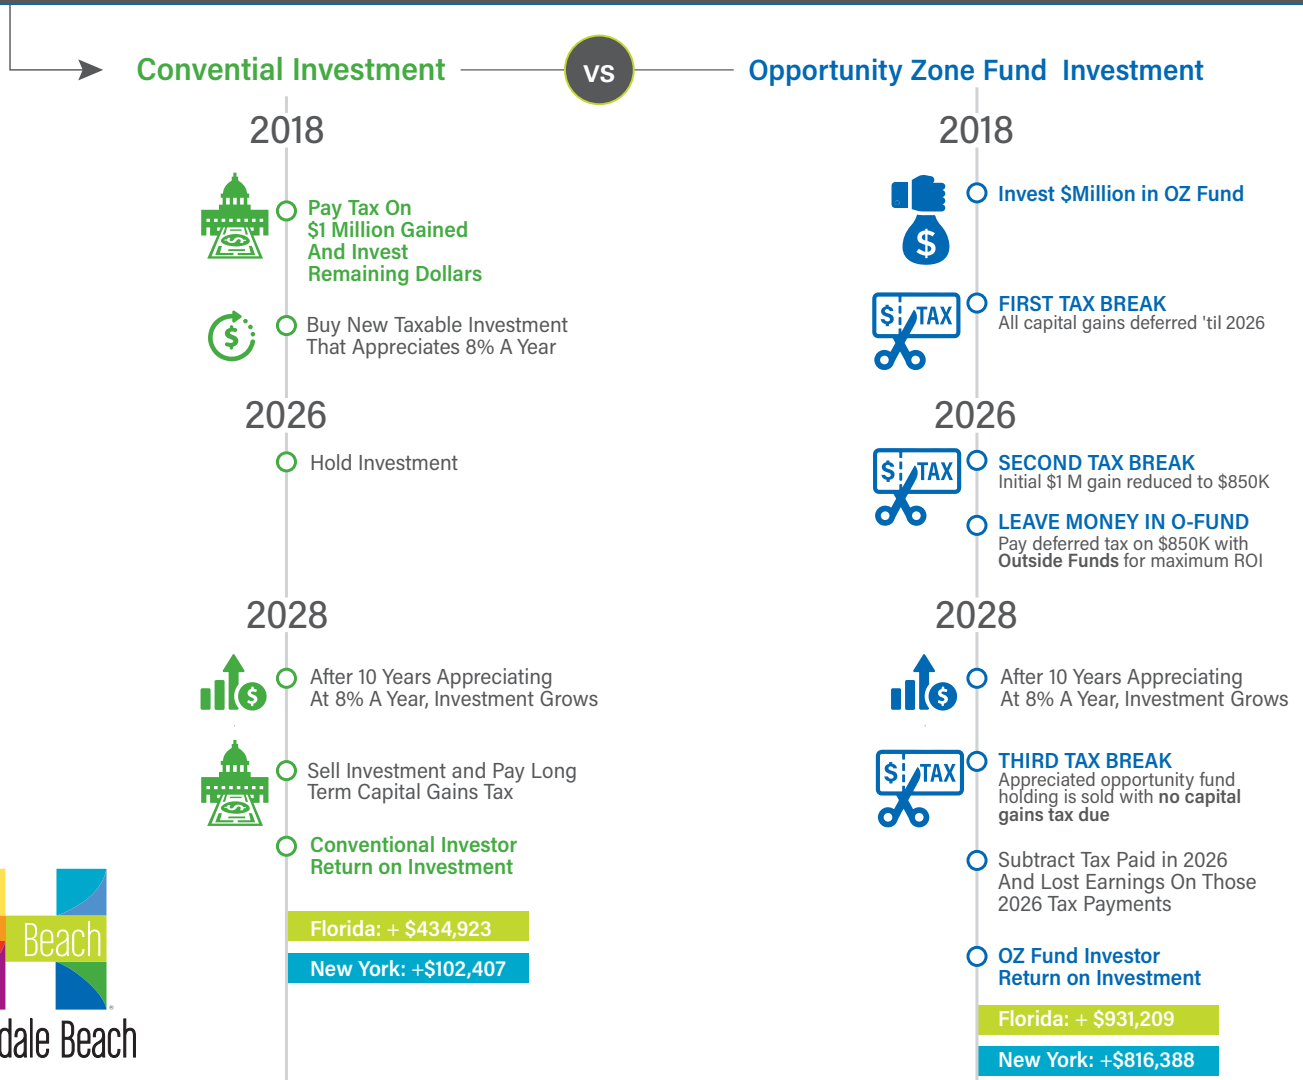 Convential Investment
VS
Opportunity Zone Fund Investment
2018
Pay Tax On
$1 Million Gained
And Invest
Remaining Dollars
$
Buy New Taxable Investment
That Appreciates 8% A Year
2026
Hold Investment
2028
After 10 Years Appreciating
At 8% A Year, Investment Grows
$
Sell Investment and Pay Long
Term Capital Gains Tax
Conventional Investor
Return on Investment
Florida: + $434,923
New York: +$102,407
2018
Invest $Million in OZ Fund
$
$ TAX
FIRST TAX BREAK
All capital gains deferred 'til 2026
2026
$ TAX
SECOND TAX BREAK
Initial $1 M gain reduced to $850K
LEAVE MONEY IN O-FUND
Pay deferred tax on $850K with
Outside Funds for maximum ROI
2028
After 10 Years Appreciating
At 8% A Year, Investment Grows
$
$ TAX
THIRD TAX BREAK
Appreciated opportunity fund
holding is sold with no capital
gains tax due
Subtract Tax Paid in 2026
And Lost Earnings On Those
2026 Tax Payments
OZ Fund Investor
Return on Investment
Florida: + $931,209
New York: +$816,388
Beach
dale Beach